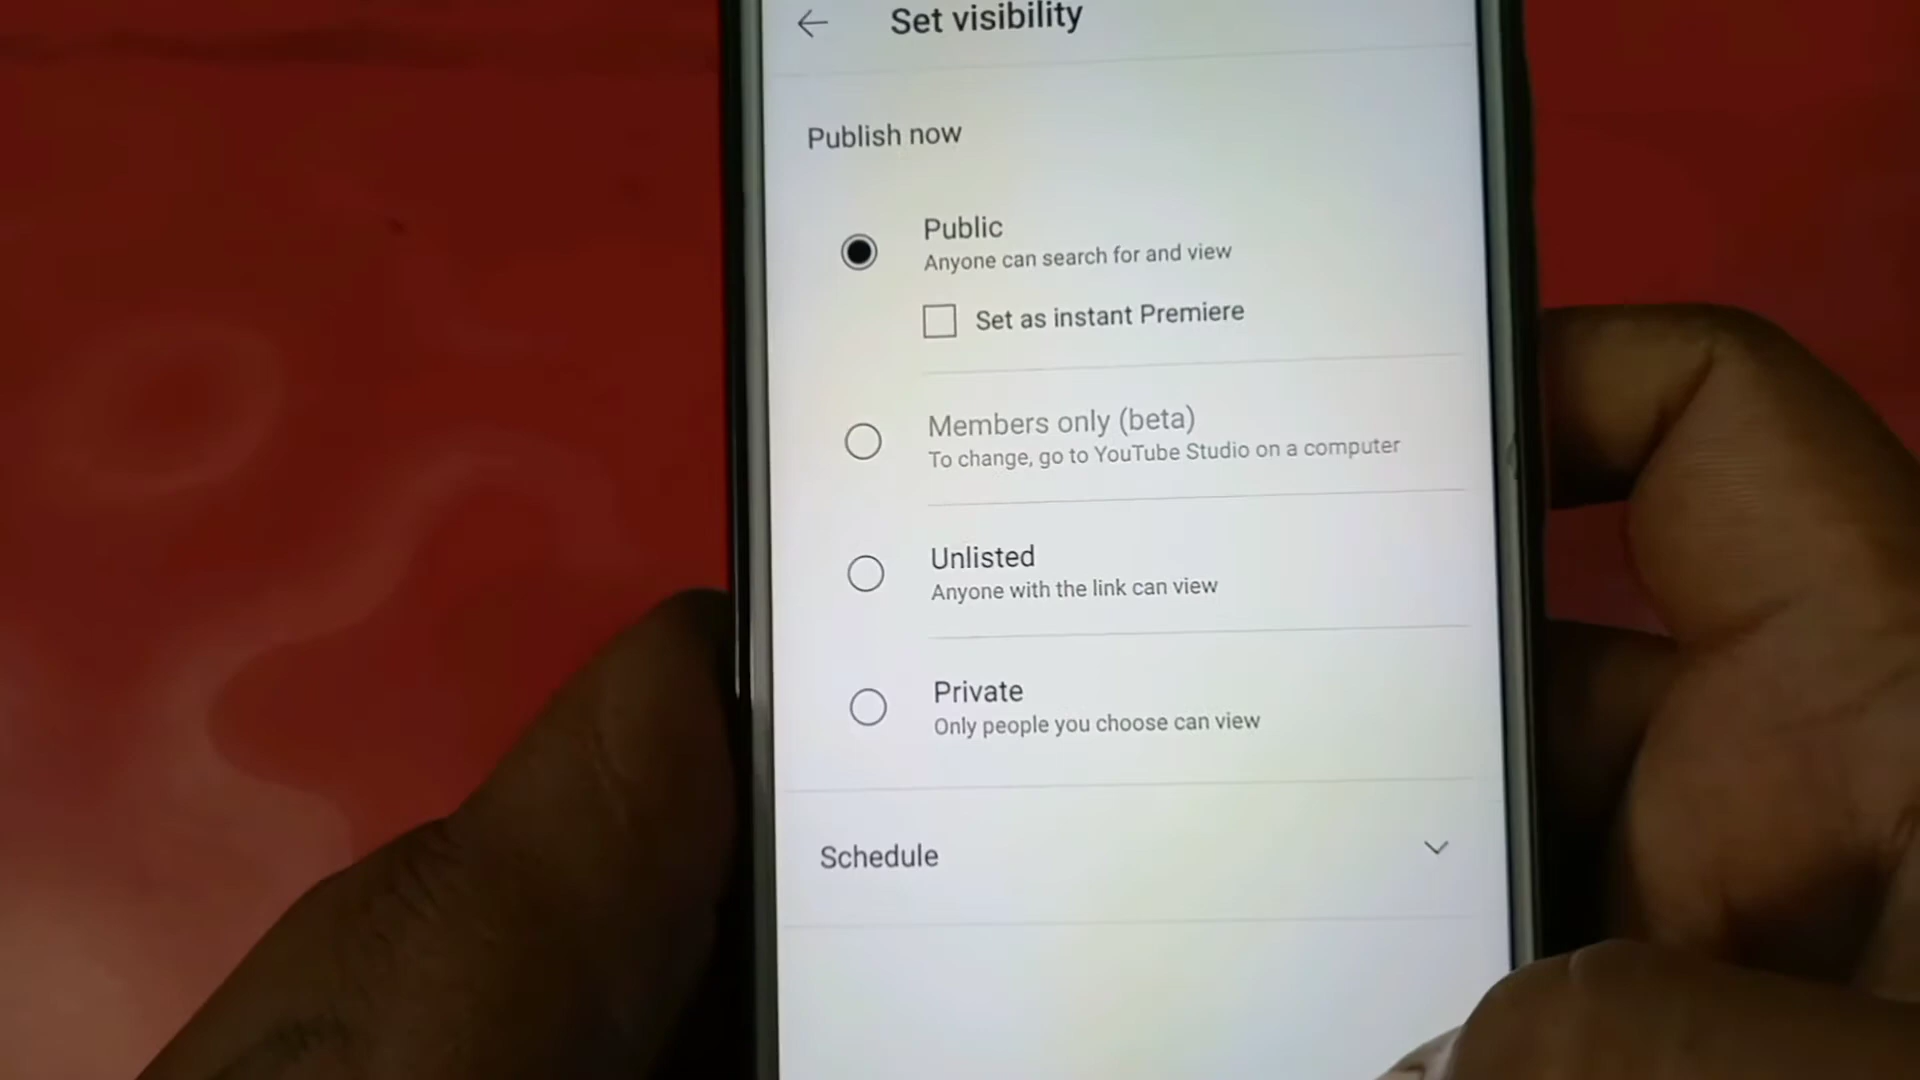 Set visibility
Publish now
Public
Anyone can search for and view
Set as instant Premiere
Members only (beta)
To change, go to YouTube Studio on a computer
Unlisted
Anyone with the link can view
Private
Only people you choose can view
Schedule